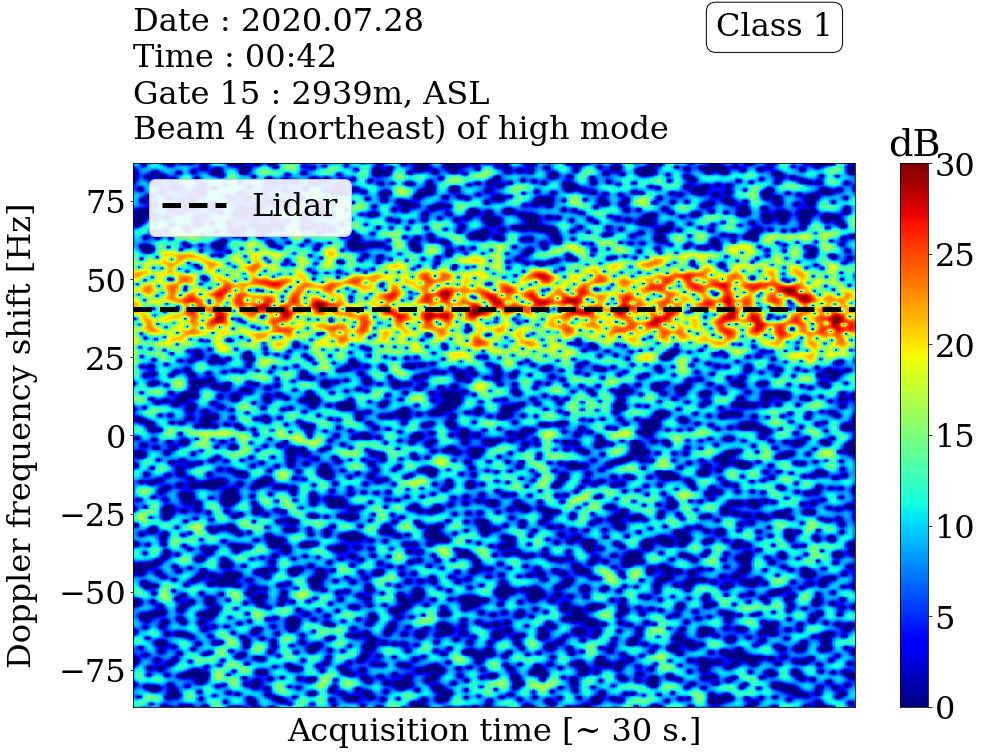 Date : 2020.07.28
Time : 00:42
Gate 15 : 2939m, ASL
Beam 4 (northeast) of high mode
Class 1
dB
Lidar
Doppler frequency shift [Hz]
75
50
25
0
−25
−50
−75
Acquisition time [~ 30 s.]
30
25
20
15
10
5
0